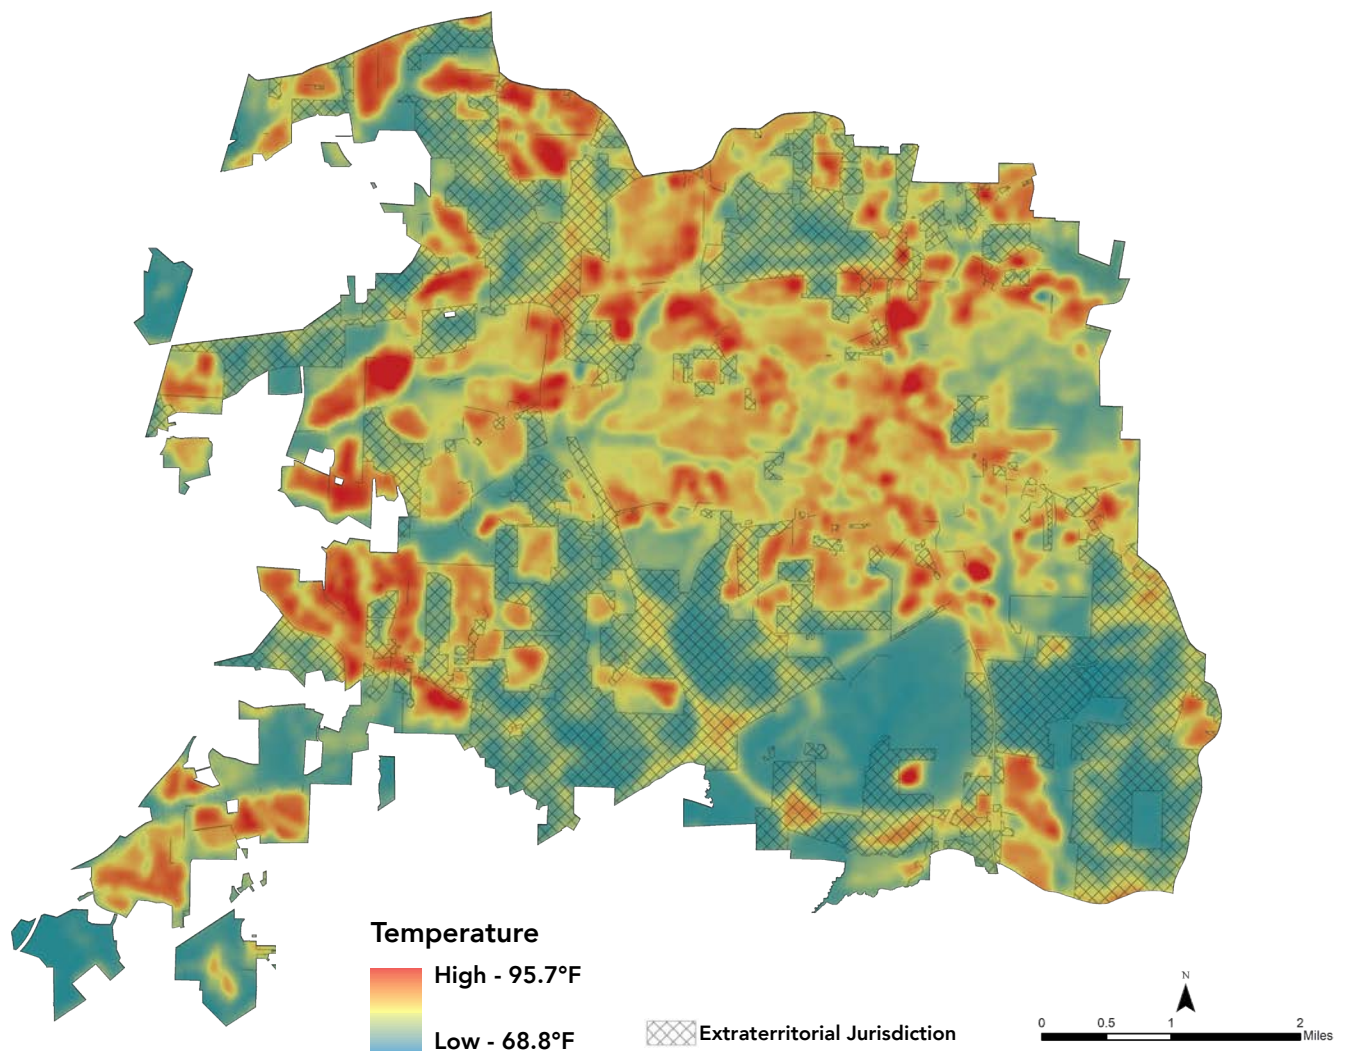 Temperature
High - 95.7°F
Low - 68.8°F
Extraterritorial Jurisdiction
N
0 0.5 1 2
Miles